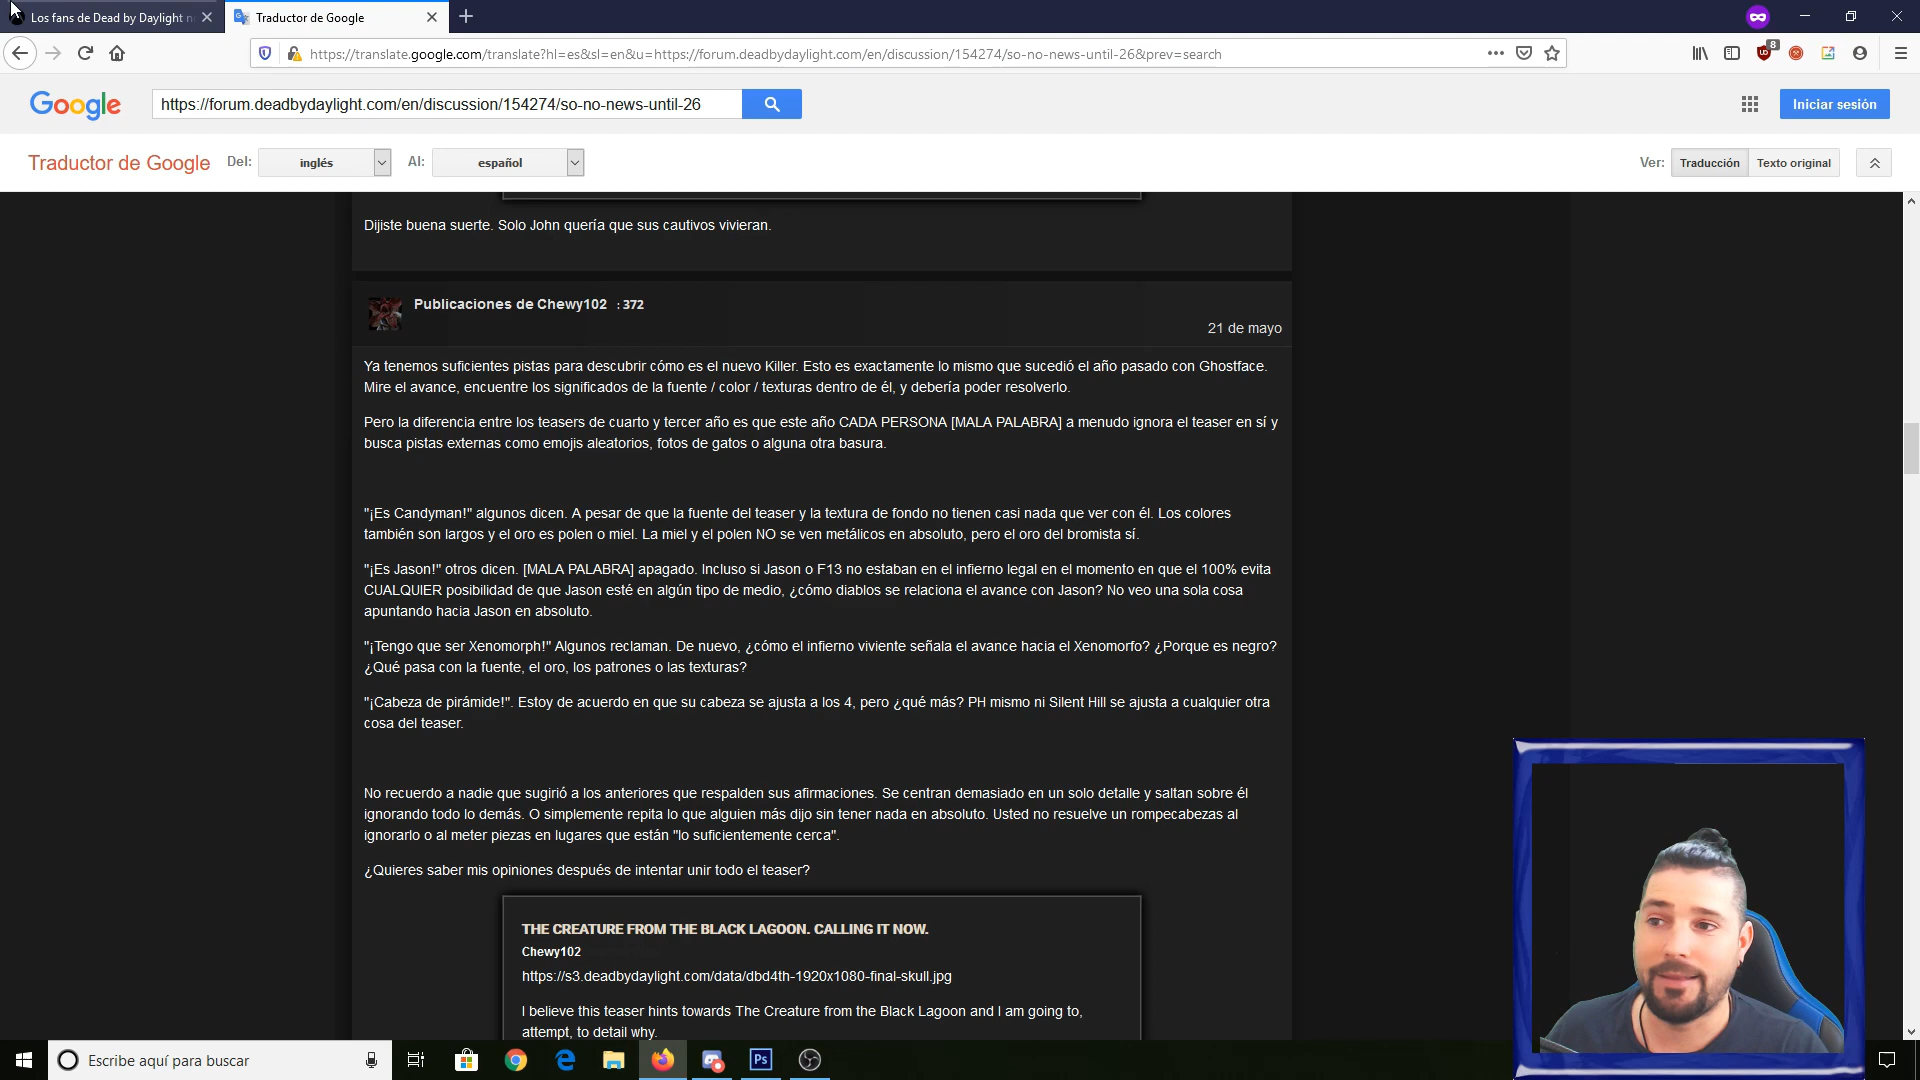 Los fans de Dead by Daylight n
Traductor de Google
https://translate.google.com/translate?hl=es&sl=en&u=https://forum.deadbydaylight.com/en/discussion/154274/so-no-news-until-26&prev=search
8
Google
https://forum.deadbydaylight.com/en/discussion/154274/so-no-news-until-26
Iniciar sesión
Traductor de Google
Del:
inglés
Al:
español
Ver:
Traducción
Texto original
Dijiste buena suerte. Solo John quería que sus cautivos vivieran.
Publicaciones de Chewy102 : 372
21 de mayo
Ya tenemos suficientes pistas para descubrir cómo es el nuevo Killer. Esto es exactamente lo mismo que sucedió el año pasado con Ghostface.
Mire el avance, encuentre los significados de la fuente / color / texturas dentro de él, y debería poder resolverlo.
Pero la diferencia entre los teasers de cuarto y tercer año es que este año CADA PERSONA [MALA PALABRA] a menudo ignora el teaser en sí y
busca pistas externas como emojis aleatorios, fotos de gatos o alguna otra basura.
"¡Es Candyman!" algunos dicen. A pesar de que la fuente del teaser y la textura de fondo no tienen casi nada que ver con él. Los colores
también son largos y el oro es polen o miel. La miel y el polen NO se ven metálicos en absoluto, pero el oro del bromista sí.
"¡Es Jason!" otros dicen. [MALA PALABRA] apagado. Incluso si Jason o F13 no estaban en el infierno legal en el momento en que el 100% evita
CUALQUIER posibilidad de que Jason esté en algún tipo de medio, ¿cómo diablos se relaciona el avance con Jason? No veo una sola cosa
apuntando hacia Jason en absoluto.
"¡Tengo que ser Xenomorph!" Algunos reclaman. De nuevo, ¿cómo el infierno viviente señala el avance hacia el Xenomorfo? ¿Porque es negro?
¿Qué pasa con la fuente, el oro, los patrones o las texturas?
"¡Cabeza de pirámide!". Estoy de acuerdo en que su cabeza se ajusta a los 4, pero ¿qué más? PH mismo ni Silent Hill se ajusta a cualquier otra
cosa del teaser.
No recuerdo a nadie que sugirió a los anteriores que respalden sus afirmaciones. Se centran demasiado en un solo detalle y saltan sobre él
ignorando todo lo demás. O simplemente repita lo que alguien más dijo sin tener nada en absoluto. Usted no resuelve un rompecabezas al
ignorarlo o al meter piezas en lugares que están "lo suficientemente cerca".
¿Quieres saber mis opiniones después de intentar unir todo el teaser?
THE CREATURE FROM THE BLACK LAGOON. CALLING IT NOW.
Chewy102
https://s3.deadbydaylight.com/data/dbd4th-1920x1080-final-skull.jpg
I believe this teaser hints towards The Creature from the Black Lagoon and I am going to,
attempt, to detail why.
Escribe aquí para buscar
Ps